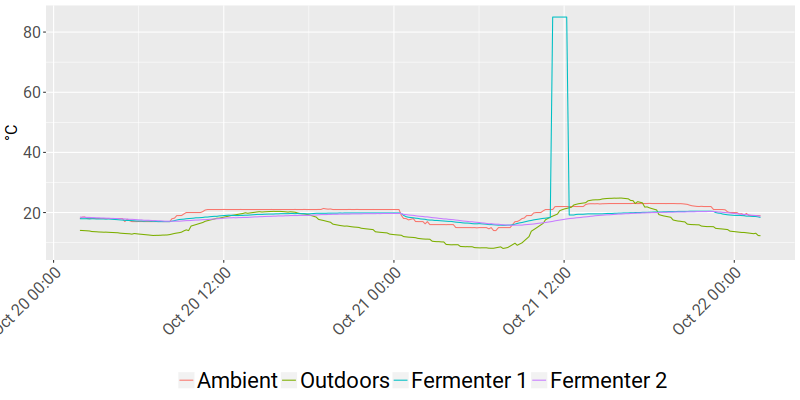 80
60
°C
40
20
Oct 20 00:00
Oct 20 12:00
Oct 21 00:00
Oct 21 12:00
Oct 22 00:00
Ambient Outdoors Fermenter 1 Fermenter 2